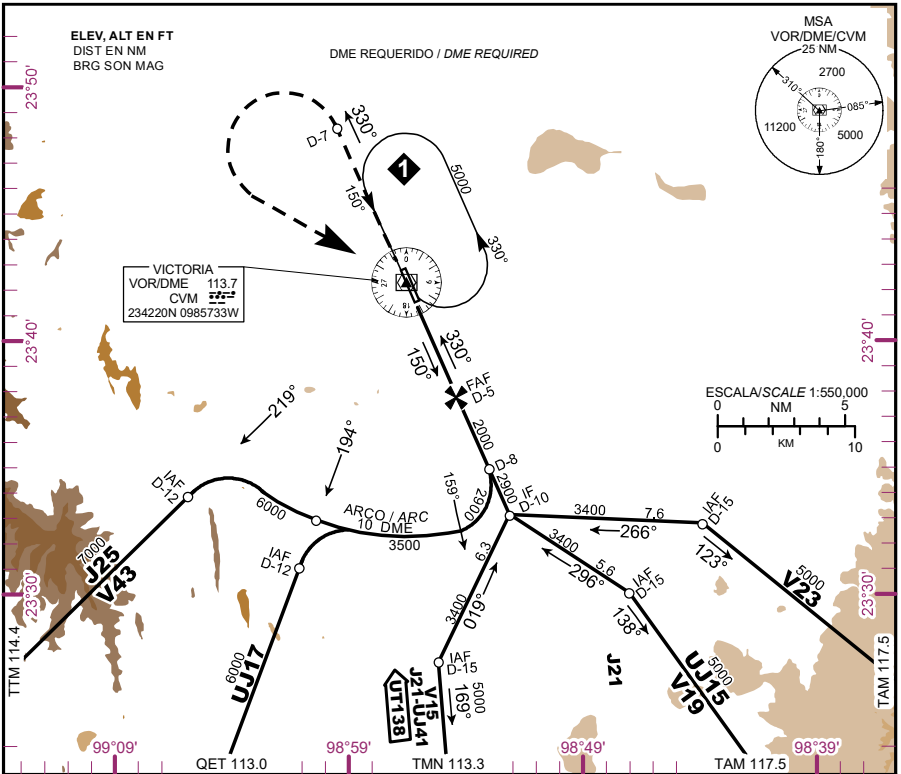 ELEV, ALT EN FT
DIST EN NM
BRG SON MAG
DME REQUERIDO / DME REQUIRED
MSA
VOR/DME/CVM
25 NM
2700
310°
085°
11200
5000
180°
23°50'
D-7
330°
1
5000
150°
330°
VICTORIA
VOR/DME 113.7
CVM
234220N 0985733W
0
27
9
18
23°40'
23°40'
330°
150°
FAF
D-5
ESCALA/SCALE 1:550,000
0 NM 5
0 KM 10
219°
194°
2000
D-8
159°
2900
2900
IF
D-10
IAF
D-12
6000
ARCO / ARC
10 DME
3500
3400
7.6
266°
IAF
D-15
123°
IAF
D-12
6.3
3400
019°
3400
5.6
296°
IAF
D-15
138°
7000
J25
V43
23°30'
23°30'
5000
V23
6000
UJ17
IAF
D-15
5000
169°
V15
J21-UJ41
UT138
J21
5000
UJ15
V19
TTM 114.4
TAM 117.5
99°09'
98°59'
98°49'
98°39'
QET 113.0
TMN 113.3
TAM 117.5